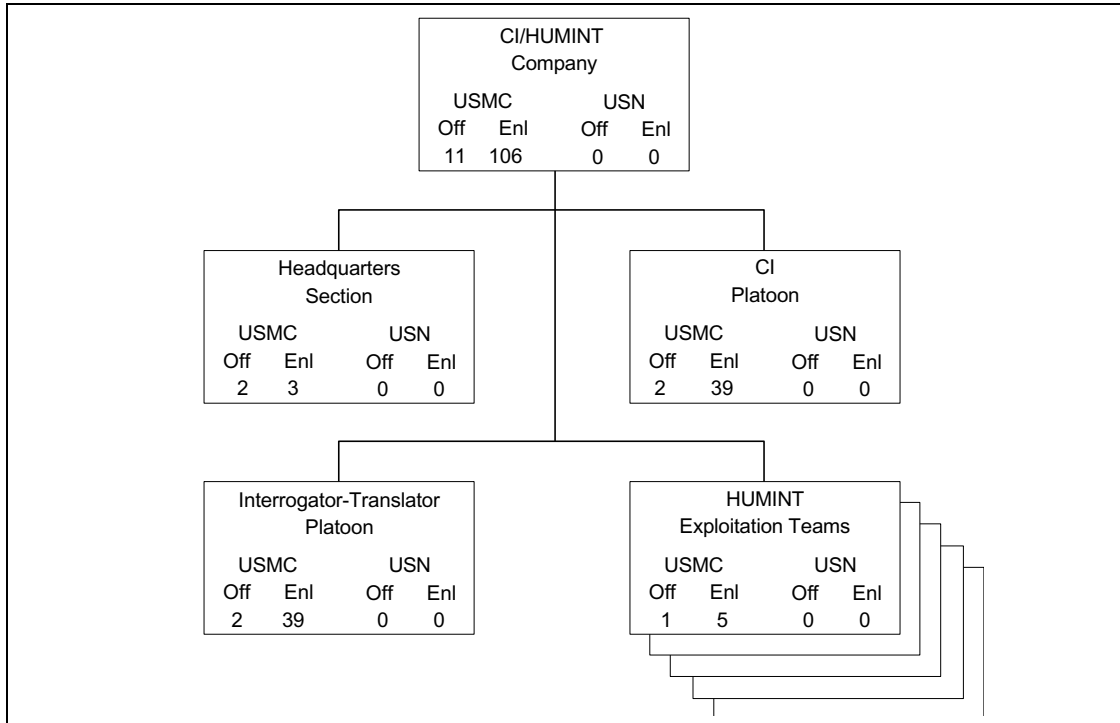 CI/HUMINT
Company
USMC USN
Off Enl Off Enl
11 106 0 0
Headquarters
Section
USMC USN
Off Enl Off Enl
2 3 0 0
CI
Platoon
USMC USN
Off Enl Off Enl
2 39 0 0
Interrogator-Translator
Platoon
USMC USN
Off Enl Off Enl
2 39 0 0
HUMINT
Exploitation Teams
USMC USN
Off Enl Off Enl
1 5 0 0